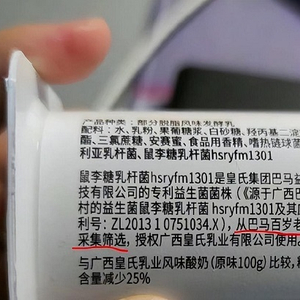 产品种类：部分脱脂风味发酵乳
配料：水、乳粉、果葡糖浆、白砂糖、羟丙基二淀
酯、三氯蔗糖、安赛蜜、食品用香精、嗜热链球菌
利亚乳杆菌、鼠李糖乳杆菌hsryfm1301
鼠李糖乳杆菌hsryfm1301是皇氏集团巴马益
技有限公司的专利益生菌菌株（《源于广西巴
村的益生菌鼠李糖乳杆菌hsryfm1301及其
利号：ZL2013 1 0751034.X），从巴马百岁老
采集筛选，授权广西皇氏乳业有限公司使用
与广西皇氏乳业风味酸奶（原味100g）比较，
含量减少25%